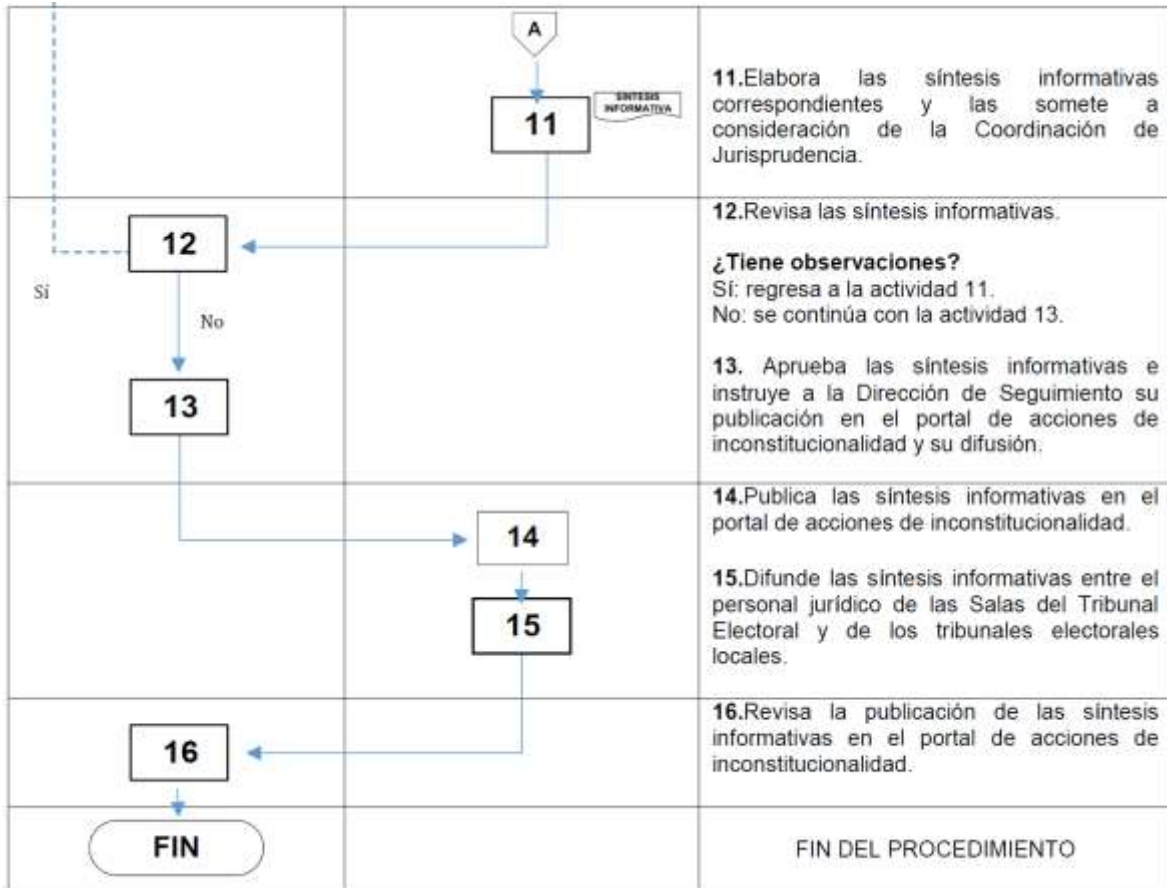 A
11
SÍNTESIS
INFORMATIVA
11.Elabora las síntesis informativas
correspondientes y las somete a
consideración de la Coordinación de
Jurisprudencia.
12
Sí
No
13
12.Revisa las síntesis informativas.
¿Tiene observaciones?
Sí: regresa a la actividad 11.
No: se continúa con la actividad 13.
13. Aprueba las síntesis informativas e
instruye a la Dirección de Seguimiento su
publicación en el portal de acciones de
inconstitucionalidad y su difusión.
14
15
14.Publica las síntesis informativas en el
portal de acciones de inconstitucionalidad.
15.Difunde las síntesis informativas entre el
personal jurídico de las Salas del Tribunal
Electoral y de los tribunales electorales
locales.
16
16.Revisa la publicación de las síntesis
informativas en el portal de acciones de
inconstitucionalidad.
FIN
FIN DEL PROCEDIMIENTO